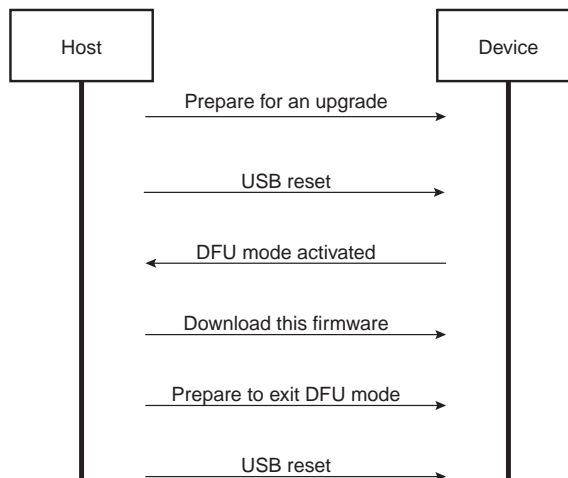 Host
Device
Prepare for an upgrade
USB reset
DFU mode activated
Download this firmware
Prepare to exit DFU mode
USB reset